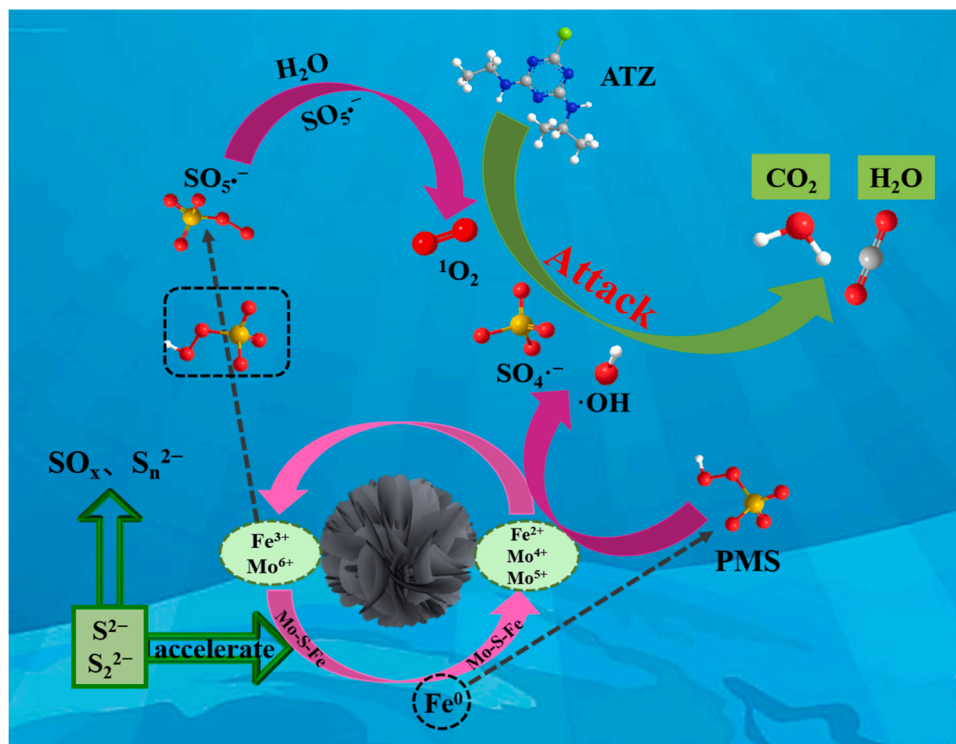 H₂O
SO₅·⁻
ATZ
SO₅·⁻
CO₂
H₂O
¹O₂
Attack
SO₄·⁻
·OH
SOₓ、Sₙ²⁻
Fe³⁺
Mo⁶⁺
Fe²⁺
Mo⁴⁺
Mo⁵⁺
PMS
S²⁻
S₂²⁻
accelerate
Mo-S-Fe
Mo-S-Fe
Fe⁰